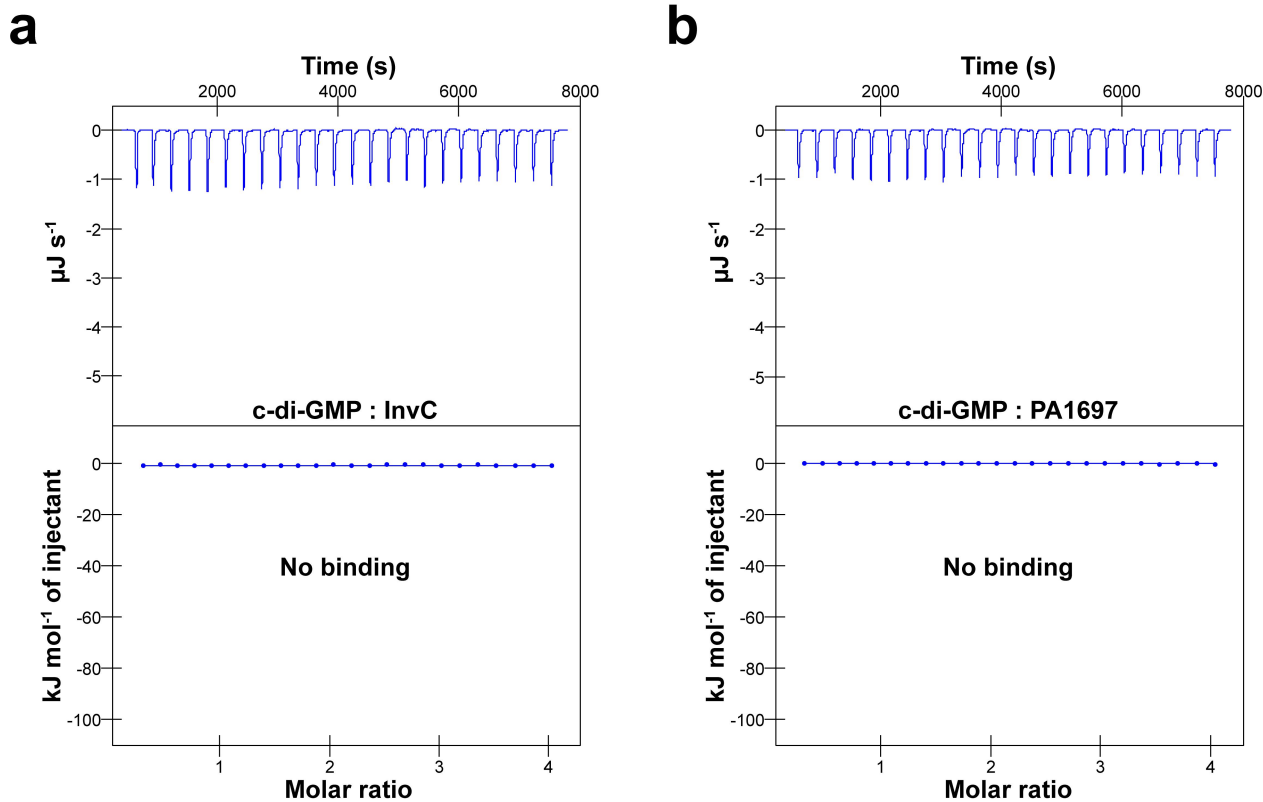 a
Time (s)
2000 4000 6000 8000
0
-1
-2
-3
-4
-5
µJ s-1
c-di-GMP : InvC
0
-20
-40
-60
-80
-100
kJ mol-1 of injectant
No binding
1 2 3 4
Molar ratio
b
Time (s)
2000 4000 6000 8000
0
-1
-2
-3
-4
-5
µJ s-1
c-di-GMP : PA1697
0
-20
-40
-60
-80
-100
kJ mol-1 of injectant
No binding
1 2 3 4
Molar ratio